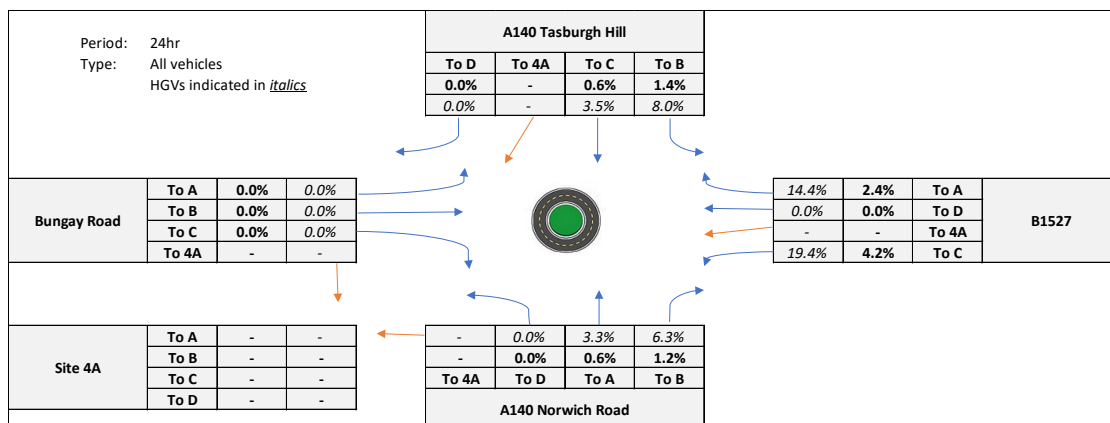 A140 Tasburgh Hill
Period: 24hr
Type: All vehicles
HGVs indicated in italics
To D To 4A To C To B
0.0% - 0.6% 1.4%
0.0% - 3.5% 8.0%
Bungay Road
To A 0.0% 0.0%
To B 0.0% 0.0%
To C 0.0% 0.0%
To 4A - -
14.4% 2.4% To A
0.0% 0.0% To D
- - To 4A
19.4% 4.2% To C
B1527
Site 4A
To A - -
To B - -
To C - -
To D - -
- 0.0% 3.3% 6.3%
- 0.0% 0.6% 1.2%
To 4A To D To A To B
A140 Norwich Road